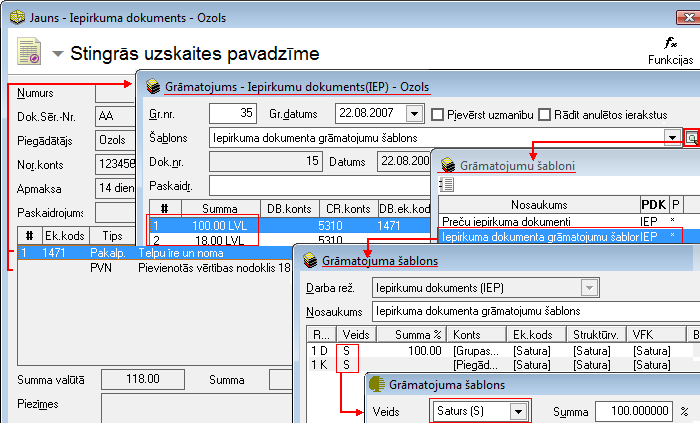 Jauns - Iepirkuma dokuments - Ozols
Stingrās uzskaites pavadzīme
Funkcijas
Numurs
Dok.Sēr.-Nr. AA
Piegādātājs Ozols
Nor.konts 123456
Apmaksa 14 dien
Paskaidrojums
# Ek.kods Tips
1 1471 Pakalp. Telpu īre un noma
PVN Pievienotās vērtības nodoklis 18
Summa valūtā 118.00 Summa
Piezīmes
Grāmatojums - Iepirkumu dokuments(IEP) - Ozols
Gr.nr. 35 Gr.datums 22.08.2007 Pievērst uzmanību Rādīt anulētos ierakstus
Šablons Iepirkuma dokumenta grāmatojumu šablons
Dok.nr. 15 Datums 22.08.200
Paskaidr.
# Summa DB.konts CR.konts DB.ek.kod
1 100.00 LVL 5310 1471
2 18.00 LVL 5310
Grāmatojumu šabloni
Nosaukums PDK P
Preču iepirkuma dokumenti IEP *
Iepirkuma dokumenta grāmatojumu šablor IEP *
Grāmatojuma šablons
Darba rež. Iepirkumu dokuments (IEP)
Nosaukums Iepirkuma dokumenta grāmatojumu šablons
R... Veids Summa % Konts Ek.kods Struktūrv. VFK B
1 D S 100.00 [Grupas... [Satura] [Satura] [Satura]
1 K S [Piegād... [Satura] [Satura] [Satura]
Grāmatojuma šablons
Veids Saturs (S) Summa 100.000000 %